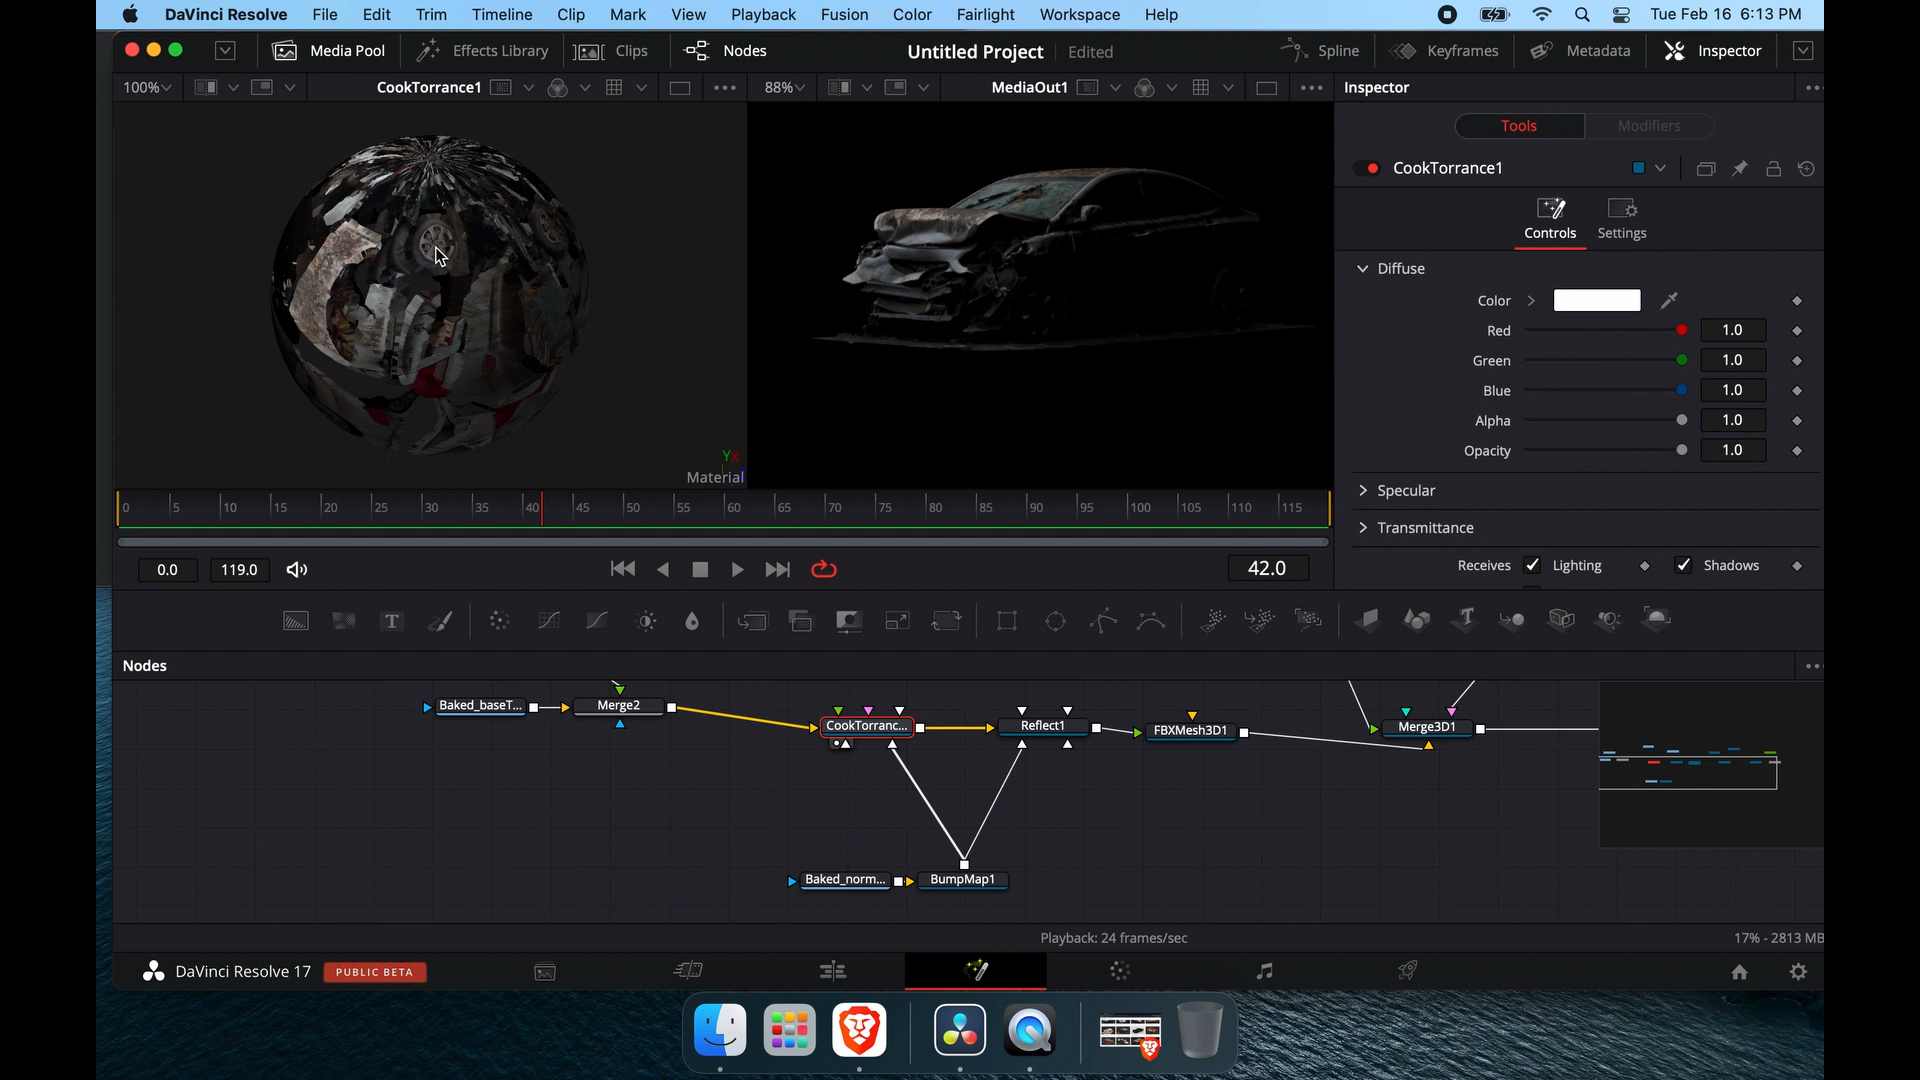 DaVinci Resolve File Edit Trim Timeline Clip Mark View Playback Fusion Color Fairlight Workspace Help Tue Feb 16 6:13 PM
Media Pool Effects Library Clips Nodes Untitled Project Edited Spline Keyframes Metadata Inspector
100% CookTorrance1 88% MediaOut1 Inspector
Tools Modifiers
CookTorrance1
Controls Settings
Diffuse
Color
Red 1.0
Green 1.0
Blue 1.0
Alpha 1.0
Opacity 1.0
Y x
Material
Specular
0 5 10 15 20 25 30 35 40 45 50 55 60 65 70 75 80 85 90 95 100 105 110 115
Transmittance
Receives Lighting Shadows
0.0 119.0 42.0
T T
Nodes
Baked_baseT... Merge2 CookTorranc... Reflect1 FBXMesh3D1 Merge3D1
Baked_norm... BumpMap1
Playback: 24 frames/sec 17% - 2813 MB
DaVinci Resolve 17 PUBLIC BETA